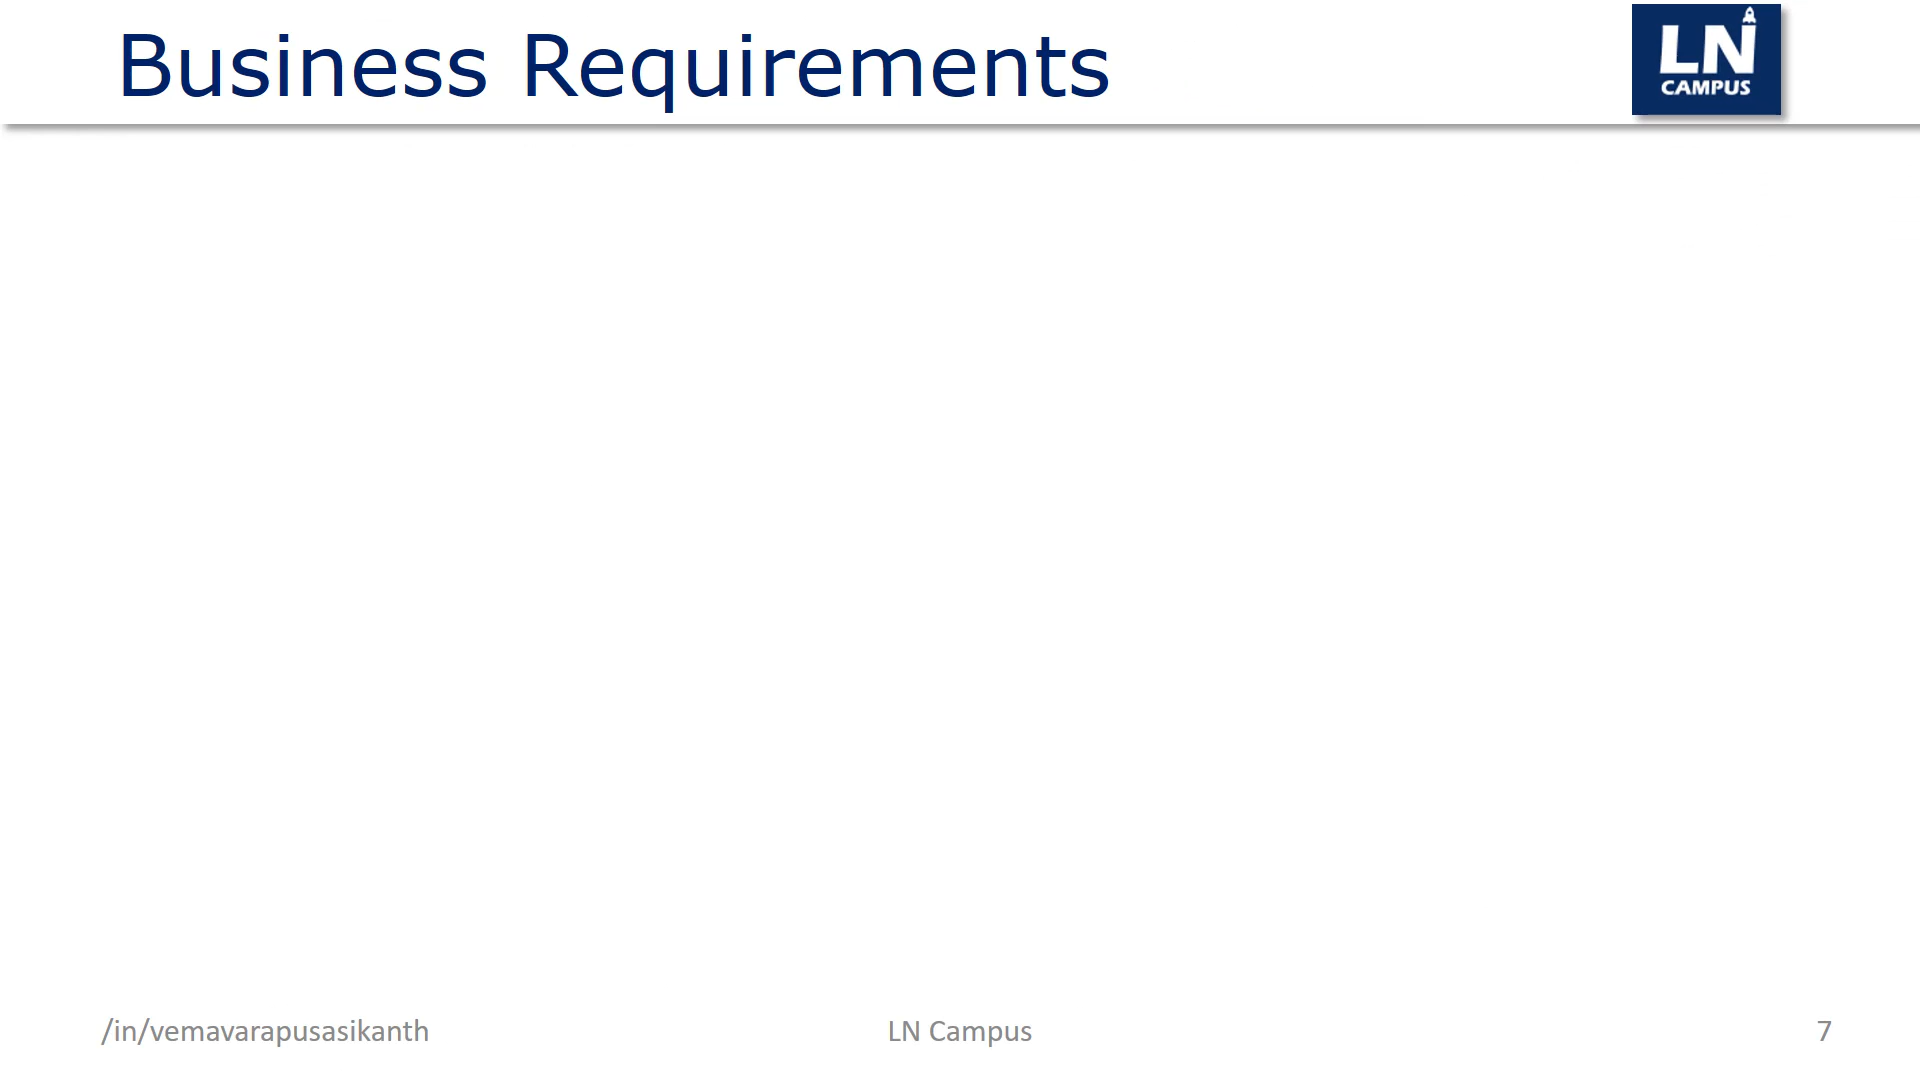 Business Requirements
LN
CAMPUS
/in/vemavarapusasikanth
LN Campus
7